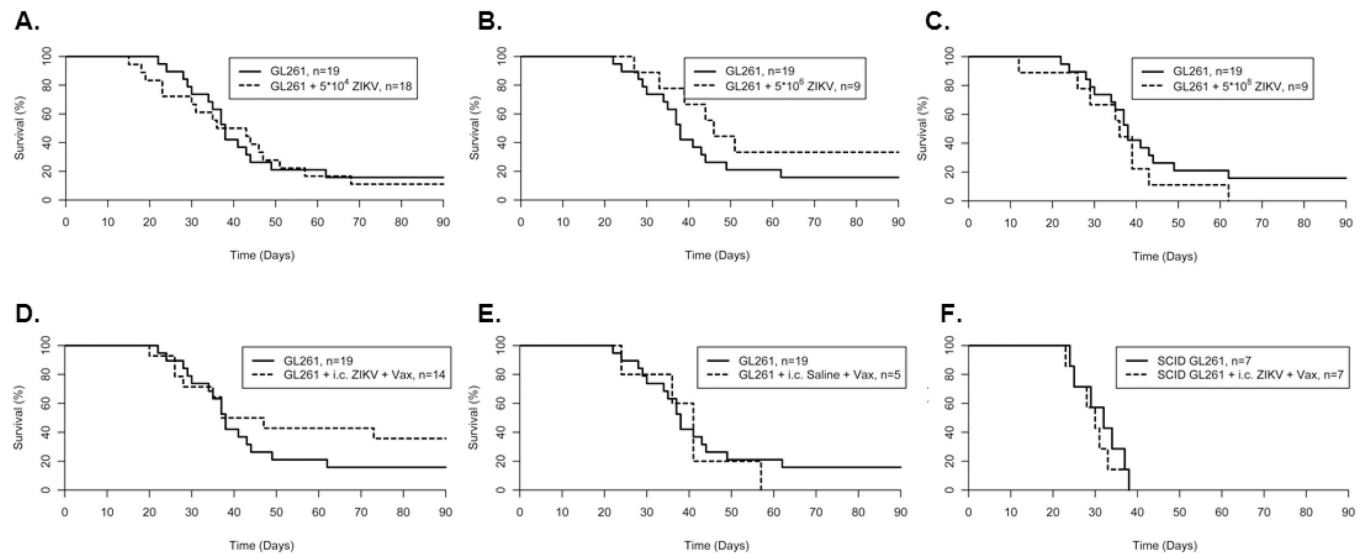 A.
Survival (%)
100
80
60
40
20
0
GL261, n=19
GL261 + 5*10⁴ ZIKV, n=18
0 10 20 30 40 50 60 70 80 90
Time (Days)
B.
Survival (%)
100
80
60
40
20
0
GL261, n=19
GL261 + 5*10⁶ ZIKV, n=9
0 10 20 30 40 50 60 70 80 90
Time (Days)
C.
Survival (%)
100
80
60
40
20
0
GL261, n=19
GL261 + 5*10⁸ ZIKV, n=9
0 10 20 30 40 50 60 70 80 90
Time (Days)
D.
Survival (%)
100
80
60
40
20
0
GL261, n=19
GL261 + i.c. ZIKV + Vax, n=14
0 10 20 30 40 50 60 70 80 90
Time (Days)
E.
Survival (%)
100
80
60
40
20
0
GL261, n=19
GL261 + i.c. Saline + Vax, n=5
0 10 20 30 40 50 60 70 80 90
Time (Days)
F.
Survival (%)
100
80
60
40
20
0
SCID GL261, n=7
SCID GL261 + i.c. ZIKV + Vax, n=7
0 10 20 30 40 50 60 70 80 90
Time (Days)